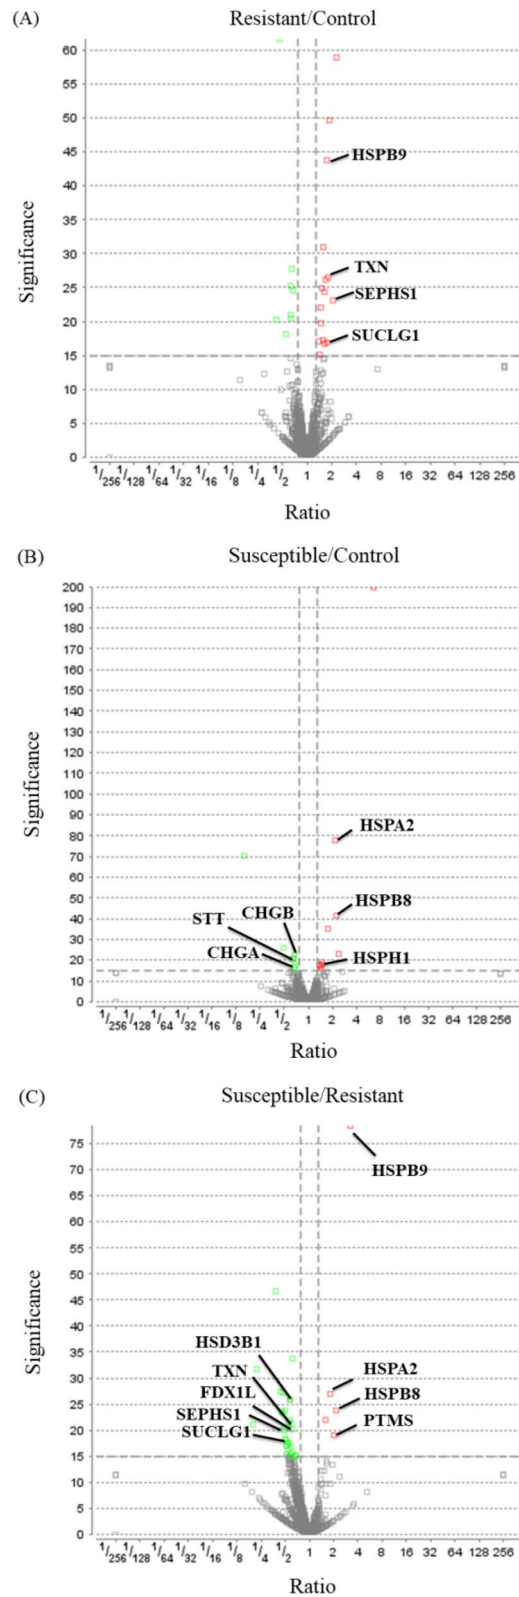 (A)
Resistant/Control
Significance
60
55
50
45
40
35
30
25
20
15
10
5
0
HSPB9
TXN
SEPHS1
SUCLG1
1/256 1/128 1/64 1/32 1/16 1/8 1/4 1/2 1 2 4 8 16 32 64 128 256
Ratio
(B)
Susceptible/Control
Significance
200
190
180
170
160
150
140
130
120
110
100
90
80
70
60
50
40
30
20
10
0
HSPA2
HSPB8
STT
CHGB
CHGA
HSPH1
1/256 1/128 1/64 1/32 1/16 1/8 1/4 1/2 1 2 4 8 16 32 64 128 256
Ratio
(C)
Susceptible/Resistant
Significance
75
70
65
60
55
50
45
40
35
30
25
20
15
10
5
0
HSPB9
HSD3B1
TXN
FDX1L
SEPHS1
SUCLG1
HSPA2
HSPB8
PTMS
1/256 1/128 1/64 1/32 1/16 1/8 1/4 1/2 1 2 4 8 16 32 64 128 256
Ratio